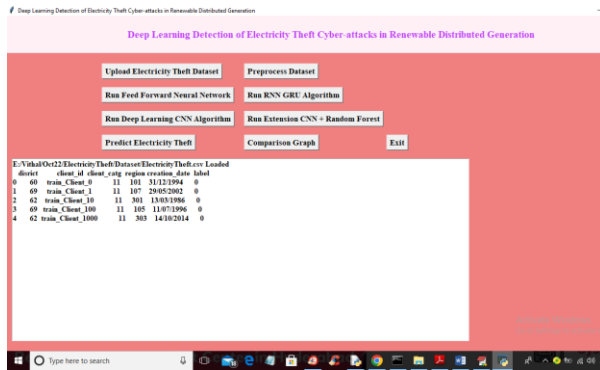 Deep Learning Detection of Electricity Theft Cyber-attacks in Renewable Distributed Generation
Deep Learning Detection of Electricity Theft Cyber-attacks in Renewable Distributed Generation
Upload Electricity Theft Dataset Preprocess Dataset
Run Feed Forward Neural Network Run RNN GRU Algorithm
Run Deep Learning CNN Algorithm Run Extension CNN + Random Forest
Predict Electricity Theft Comparison Graph Exit
E:/Vithal/Oct22/ElectricityTheft/Dataset/ElectricityTheft.csv Loaded
district client_id client_catg region creation_date label
0 60 train_Client_0 11 101 31/12/1994 0
1 69 train_Client_1 11 107 29/05/2002 0
2 62 train_Client_10 11 301 13/03/1986 0
3 69 train_Client_100 11 105 11/07/1996 0
4 62 train_Client_1000 11 303 14/10/2014 0
Type here to search